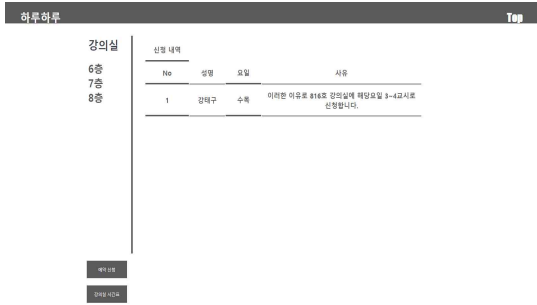 하루하루
Top
강의실
6층
7층
8층
신청 내역
No 성명 요일 사유
1 강태구 수목 이러한 이유로 816호 강의실에 해당요일 3~4교시로
신청합니다.
예약 신청
강의실 시간표